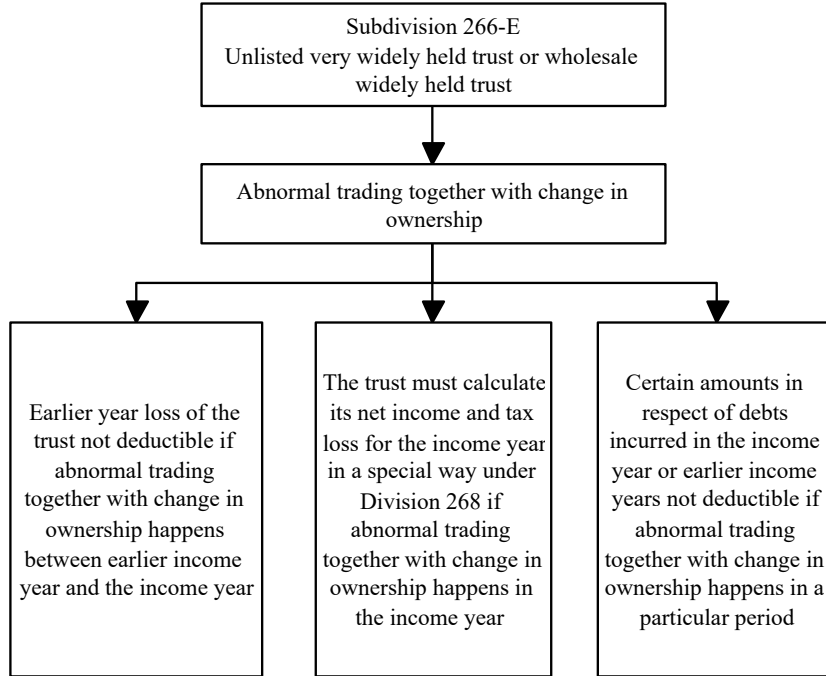 Subdivision 266-E
Unlisted very widely held trust or wholesale
widely held trust
Abnormal trading together with change in
ownership
Earlier year loss of the
trust not deductible if
abnormal trading
together with change in
ownership happens
between earlier income
year and the income year
The trust must calculate
its net income and tax
loss for the income year
in a special way under
Division 268 if
abnormal trading
together with change in
ownership happens in
the income year
Certain amounts in
respect of debts
incurred in the income
year or earlier income
years not deductible if
abnormal trading
together with change in
ownership happens in a
particular period